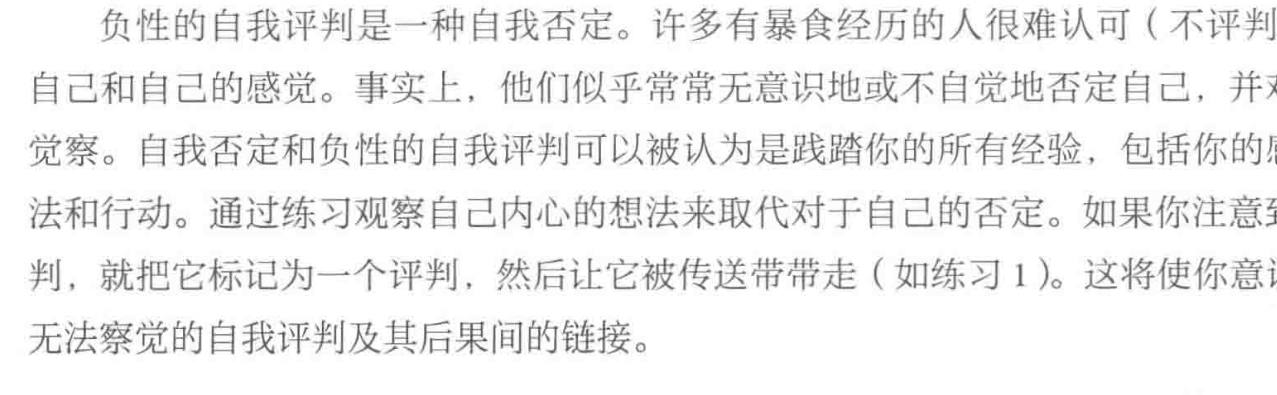 负性的自我评判是一种自我否定。许多有暴食经历的人很难认可（不评判
自己和自己的感觉。事实上，他们似乎常常无意识地或不自觉地否定自己，并
觉察。自我否定和负性的自我评判可以被认为是践踏你的所有经验，包括你的
法和行动。通过练习观察自己内心的想法来取代对于自己的否定。如果你注意
判，就把它标记为一个评判，然后让它被传送带带走（如练习1）。这将使你意
无法察觉的自我评判及其后果间的链接。